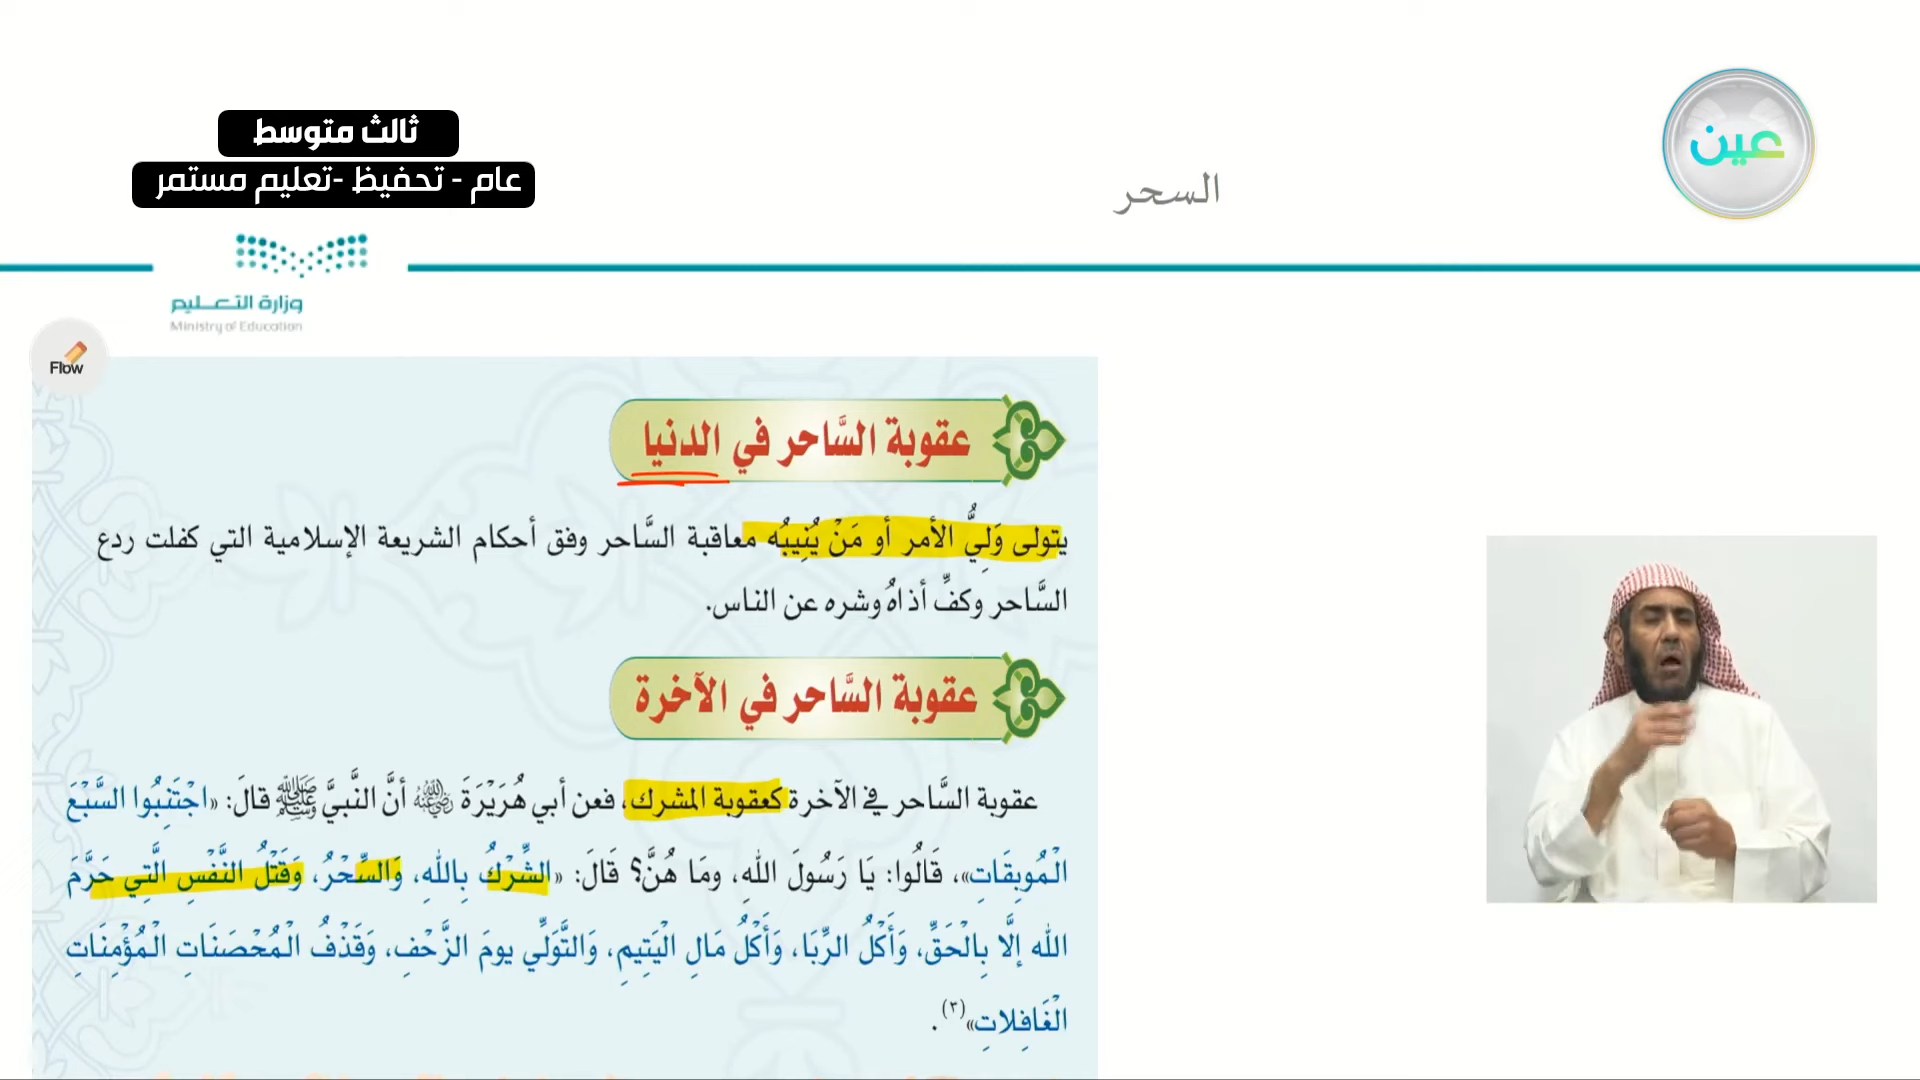 ثالث متوسط
عام - تحفيظ -تعليم مستمر
السحر
عين
وزارة التعـــليم
Ministry of Education
Flow
عقوبة السَّاحر في الدنيا
يتولى وَلِيُّ الأمر أو مَنْ يُنِيبُه معاقبة السَّاحر وفق أحكام الشريعة الإسلامية التي كفلت ردع
السَّاحر وكفِّ أذاهُ وشره عن الناس.
عقوبة السَّاحر في الآخرة
عقوبة السَّاحر في الآخرة كعقوبة المشرك، فعن أبي هُرَيْرَةَ رضي الله عنه أنَّ النَّبيَّ ﷺ قالَ: «اجْتَنِبُوا السَّبْعَ
الْمُوبِقَاتِ»، قَالُوا: يَا رَسُولَ اللهِ، ومَا هُنَّ؟ قَالَ: «الشِّرْكُ بِاللهِ، وَالسِّحْرُ، وَقَتْلُ النَّفْسِ الَّتِي حَرَّمَ
الله إلَّا بِالْحَقِّ، وَأَكْلُ الرِّبَا، وَأَكْلُ مَالِ الْيَتِيمِ، وَالتَّوَلِّي يومَ الزَّحْفِ، وَقَذْفُ الْمُحْصَنَاتِ الْمُؤْمِنَاتِ
الْغَافِلاتِ»(٣).